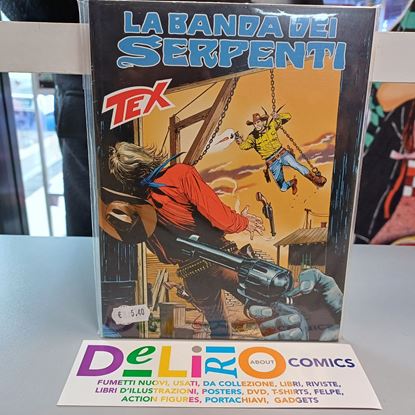 LA BANDA DEI
SERPENTI
TEX
€ 5,40
DeLiRiO ABOUT COMICS
FUMETTI NUOVI, USATI, DA COLLEZIONE, LIBRI, RIVISTE,
LIBRI D'ILLUSTRAZIONI, POSTERS, DVD, T-SHIRTS, FELPE,
ACTION FIGURES, PORTACHIAVI, GADGETS